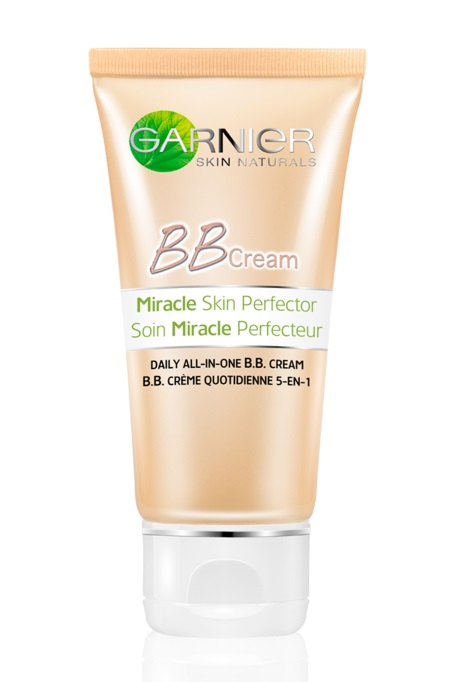 GARNIER
SKIN NATURALS
BB Cream
Miracle Skin Perfector
Soin Miracle Perfecteur
DAILY ALL-IN-ONE B.B. CREAM
B.B. CRÈME QUOTIDIENNE 5-EN-1